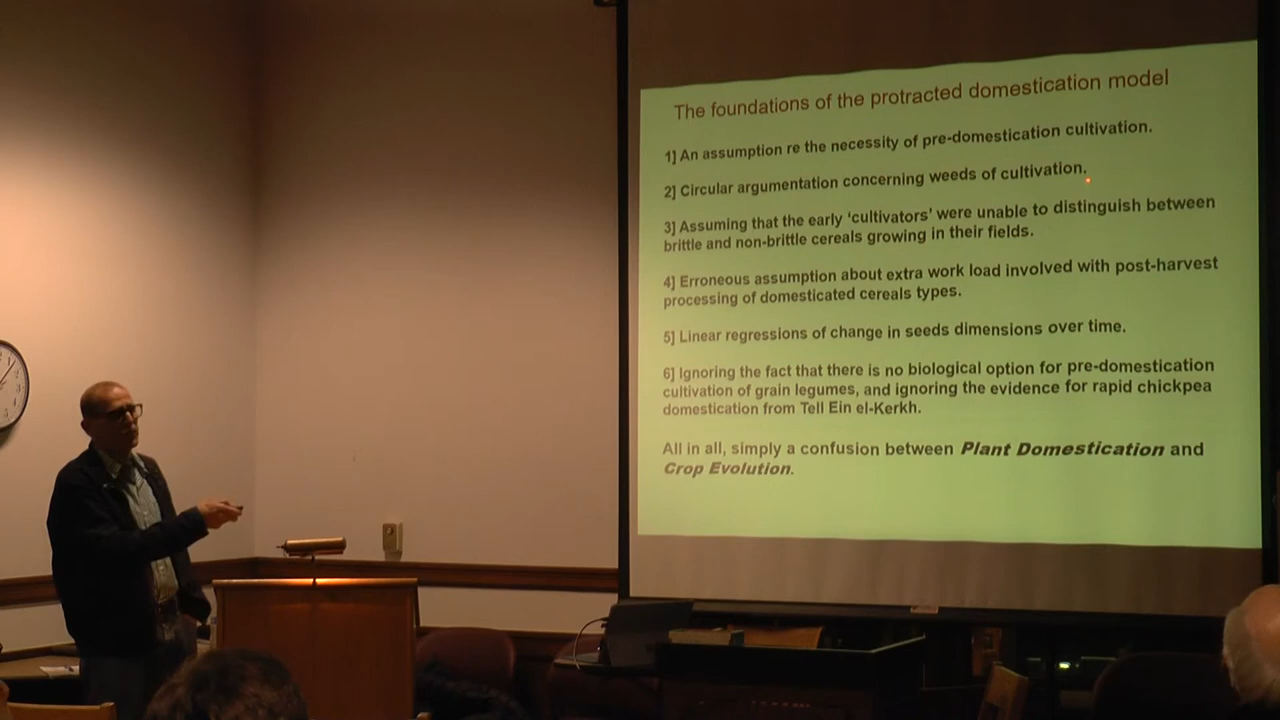 The foundations of the protracted domestication model
1] An assumption re the necessity of pre-domestication cultivation.
2] Circular argumentation concerning weeds of cultivation.
3] Assuming that the early ‘cultivators’ were unable to distinguish between
brittle and non-brittle cereals growing in their fields.
4] Erroneous assumption about extra work load involved with post-harvest
processing of domesticated cereals types.
5] Linear regressions of change in seeds dimensions over time.
6] Ignoring the fact that there is no biological option for pre-domestication
cultivation of grain legumes, and ignoring the evidence for rapid chickpea
domestication from Tell Ein el-Kerkh.
All in all, simply a confusion between Plant Domestication and
Crop Evolution.